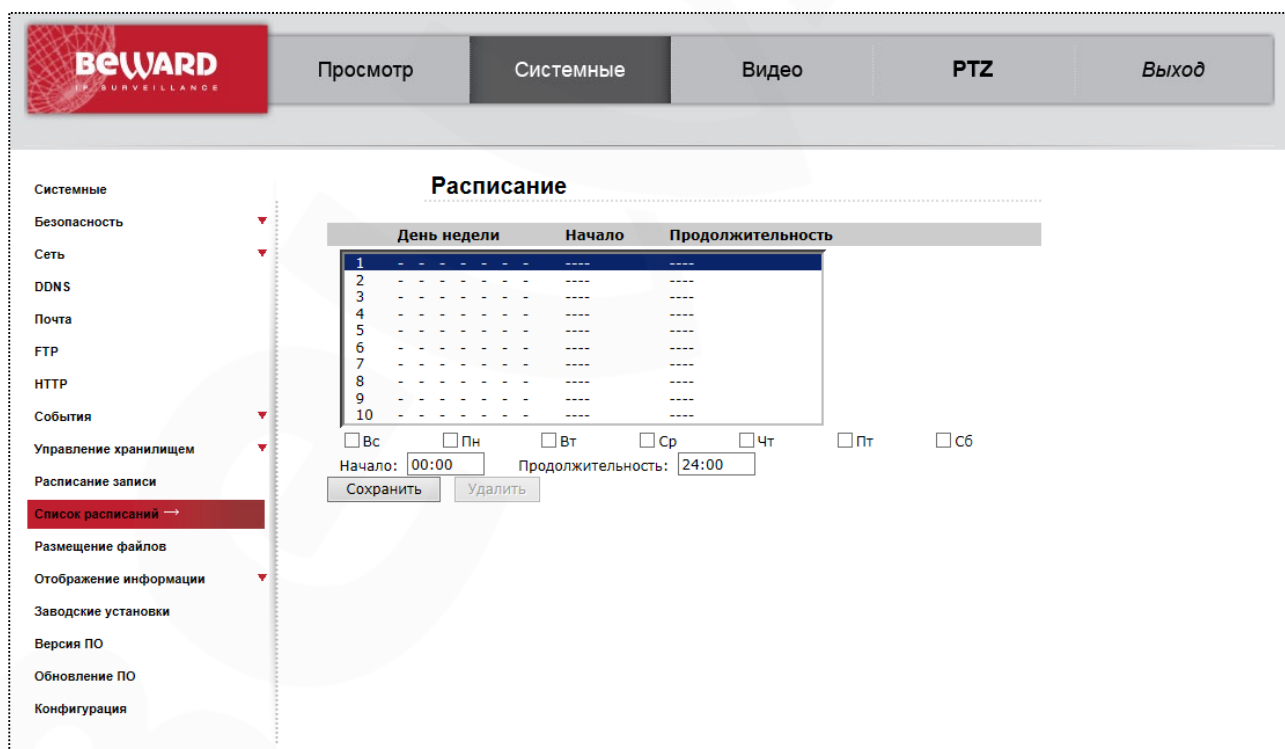 BEWARD
IP SURVEILLANCE
Просмотр Системные Видео PTZ Выход
Системные
Безопасность
Сеть
DDNS
Почта
FTP
HTTP
События
Управление хранилищем
Расписание записи
Список расписаний →
Размещение файлов
Отображение информации
Заводские установки
Версия ПО
Обновление ПО
Конфигурация
Расписание
День недели Начало Продолжительность
1 - - - - - - - ---- ----
2 - - - - - - - ---- ----
3 - - - - - - - ---- ----
4 - - - - - - - ---- ----
5 - - - - - - - ---- ----
6 - - - - - - - ---- ----
7 - - - - - - - ---- ----
8 - - - - - - - ---- ----
9 - - - - - - - ---- ----
10 - - - - - - - ---- ----
Вс Пн Вт Ср Чт Пт Сб
Начало: 00:00 Продолжительность: 24:00
Сохранить Удалить